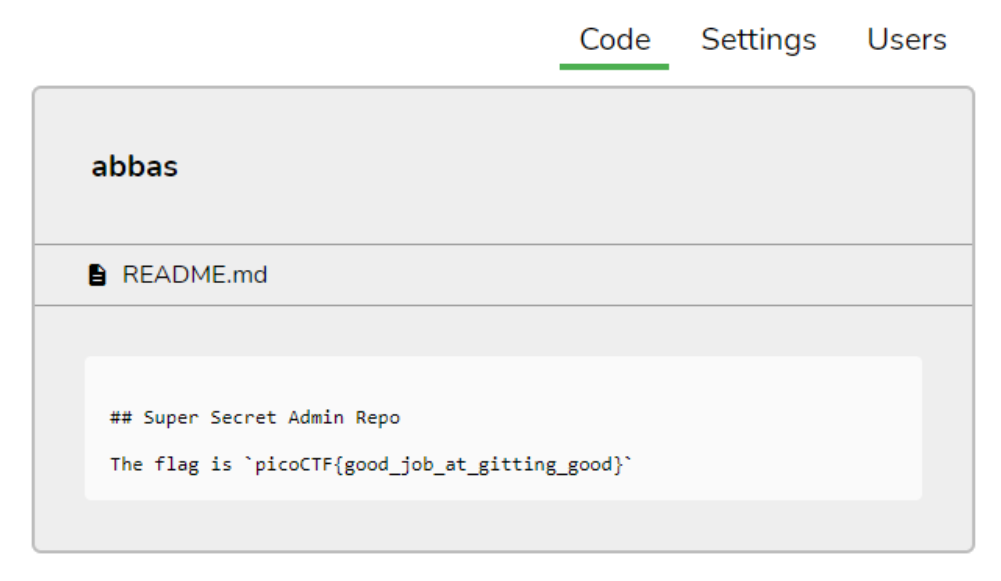 Code Settings Users
abbas
README.md
## Super Secret Admin Repo
The flag is `picoCTF{good_job_at_gitting_good}`